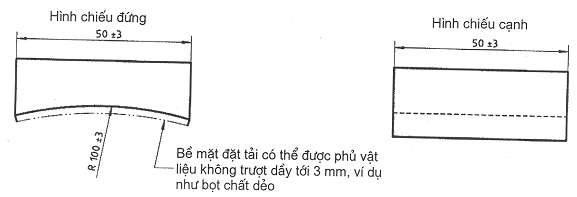 Hình chiếu đứng
50 ±3
Hình chiếu cạnh
50 ±3
R 100 ±3
Bề mặt đặt tải có thể được phủ vật
liệu không trượt dầy tới 3 mm, ví dụ
như bọt chất dẻo